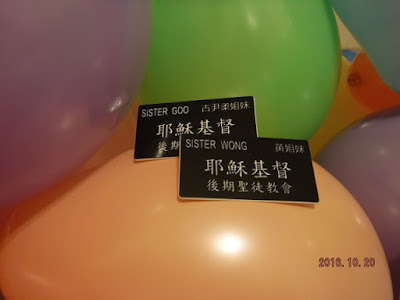 SISTER GOO 古尹柔姐妹
耶穌基督
後期
SISTER WONG 黃姐妹
耶穌基督
後期聖徒教會
2016.10.20